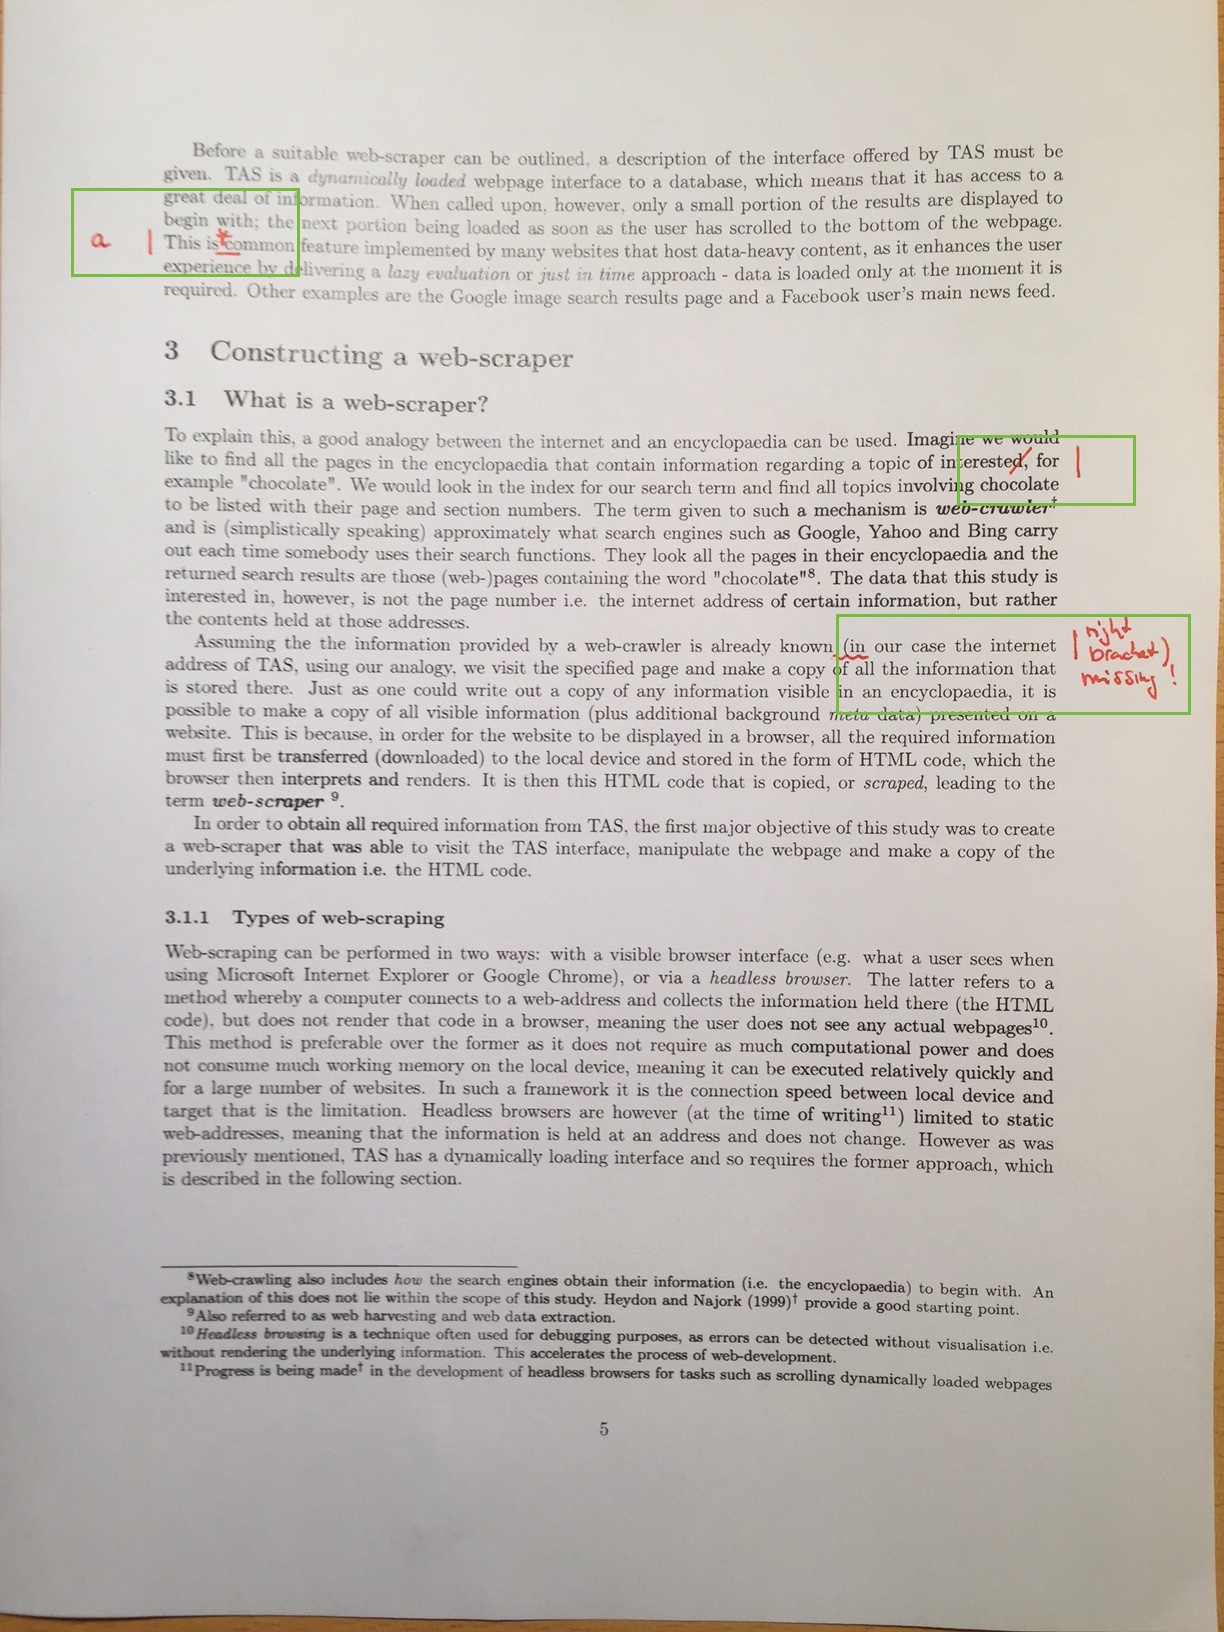 Before a suitable web-scraper can be outlined, a description of the interface offered by TAS must be
given. TAS is a dynamically loaded webpage interface to a database, which means that it has access to a
great deal of information. When called upon, however, only a small portion of the results are displayed to
begin with; the next portion being loaded as soon as the user has scrolled to the bottom of the webpage.
a | This is * common feature implemented by many websites that host data-heavy content, as it enhances the user
experience by delivering a lazy evaluation or just in time approach - data is loaded only at the moment it is
required. Other examples are the Google image search results page and a Facebook user's main news feed.
3 Constructing a web-scraper
3.1 What is a web-scraper?
To explain this, a good analogy between the internet and an encyclopaedia can be used. Imagine we would
like to find all the pages in the encyclopaedia that contain information regarding a topic of interested, for |
example "chocolate". We would look in the index for our search term and find all topics involving chocolate
to be listed with their page and section numbers. The term given to such a mechanism is web-crawler†
and is (simplistically speaking) approximately what search engines such as Google, Yahoo and Bing carry
out each time somebody uses their search functions. They look all the pages in their encyclopaedia and the
returned search results are those (web-)pages containing the word "chocolate"⁸. The data that this study is
interested in, however, is not the page number i.e. the internet address of certain information, but rather
the contents held at those addresses.
Assuming the the information provided by a web-crawler is already known (in our case the internet
address of TAS, using our analogy, we visit the specified page and make a copy of all the information that
is stored there. Just as one could write out a copy of any information visible in an encyclopaedia, it is
| right
bracket )
missing !
possible to make a copy of all visible information (plus additional background meta data) presented on a
website. This is because, in order for the website to be displayed in a browser, all the required information
must first be transferred (downloaded) to the local device and stored in the form of HTML code, which the
browser then interprets and renders. It is then this HTML code that is copied, or scraped, leading to the
term web-scraper ⁹.
In order to obtain all required information from TAS, the first major objective of this study was to create
a web-scraper that was able to visit the TAS interface, manipulate the webpage and make a copy of the
underlying information i.e. the HTML code.
3.1.1 Types of web-scraping
Web-scraping can be performed in two ways: with a visible browser interface (e.g. what a user sees when
using Microsoft Internet Explorer or Google Chrome), or via a headless browser. The latter refers to a
method whereby a computer connects to a web-address and collects the information held there (the HTML
code), but does not render that code in a browser, meaning the user does not see any actual webpages¹⁰.
This method is preferable over the former as it does not require as much computational power and does
not consume much working memory on the local device, meaning it can be executed relatively quickly and
for a large number of websites. In such a framework it is the connection speed between local device and
target that is the limitation. Headless browsers are however (at the time of writing¹¹) limited to static
web-addresses, meaning that the information is held at an address and does not change. However as was
previously mentioned, TAS has a dynamically loading interface and so requires the former approach, which
is described in the following section.
⁸Web-crawling also includes how the search engines obtain their information (i.e. the encyclopaedia) to begin with. An
explanation of this does not lie within the scope of this study. Heydon and Najork (1999)† provide a good starting point.
⁹Also referred to as web harvesting and web data extraction.
¹⁰Headless browsing is a technique often used for debugging purposes, as errors can be detected without visualisation i.e.
without rendering the underlying information. This accelerates the process of web-development.
¹¹Progress is being made† in the development of headless browsers for tasks such as scrolling dynamically loaded webpages
5